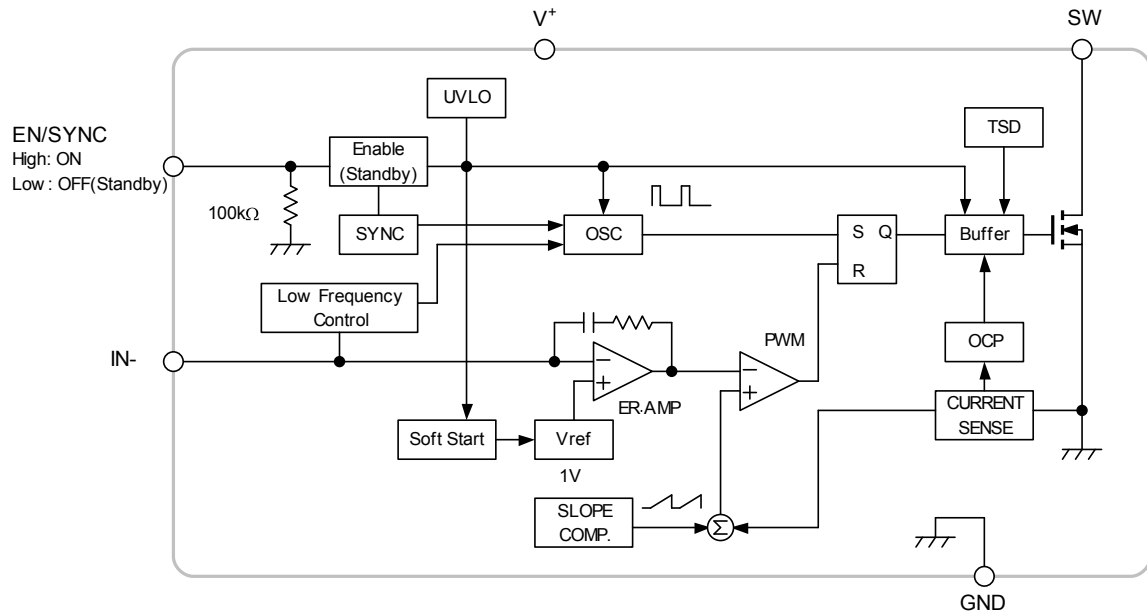 V+
SW
UVLO
TSD
EN/SYNC
High: ON
Low : OFF(Standby)
Enable
(Standby)
100kΩ
SYNC
OSC
S Q
R
Buffer
Low Frequency
Control
IN-
PWM
OCP
−
+
−
+
ER·AMP
CURRENT
SENSE
Soft Start
Vref
1V
SLOPE
COMP.
Σ
GND